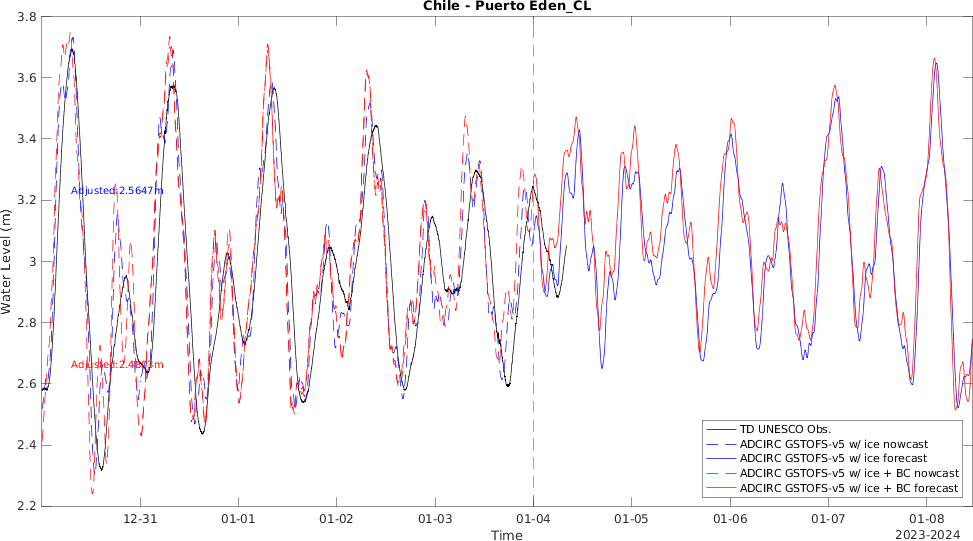 Chile - Puerto Eden_CL
3.8
3.6
3.4
3.2
3
2.8
2.6
2.4
2.2
Water Level (m)
Adjusted:2.5647m
TD UNESCO Obs.
ADCIRC GSTOFS-v5 w/ ice nowcast
ADCIRC GSTOFS-v5 w/ ice forecast
ADCIRC GSTOFS-v5 w/ ice + BC nowcast
ADCIRC GSTOFS-v5 w/ ice + BC forecast
12-31
01-01
01-02
01-03
01-04
01-05
01-06
01-07
01-08
Time
2023-2024